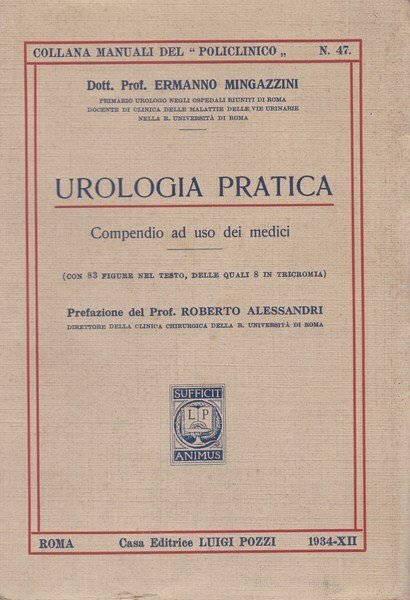 COLLANA MANUALI DEL "POLICLINICO„ N. 47.
Dott. Prof. ERMANNO MINGAZZINI
PRIMARIO UROLOGO NEGLI OSPEDALI RIUNITI DI ROMA
DOCENTE DI CLINICA DELLE MALATTIE DELLE VIE URINARIE
NELLA R. UNIVERSITÀ DI ROMA
UROLOGIA PRATICA
Compendio ad uso dei medici
(CON 83 FIGURE NEL TESTO, DELLE QUALI 8 IN TRICROMIA)
Prefazione del Prof. ROBERTO ALESSANDRI
DIRETTORE DELLA CLINICA CHIRURGICA DELLA R. UNIVERSITÀ DI ROMA
SUFFICIT
L P
ANIMUS
ROMA Casa Editrice LUIGI POZZI 1934-XII